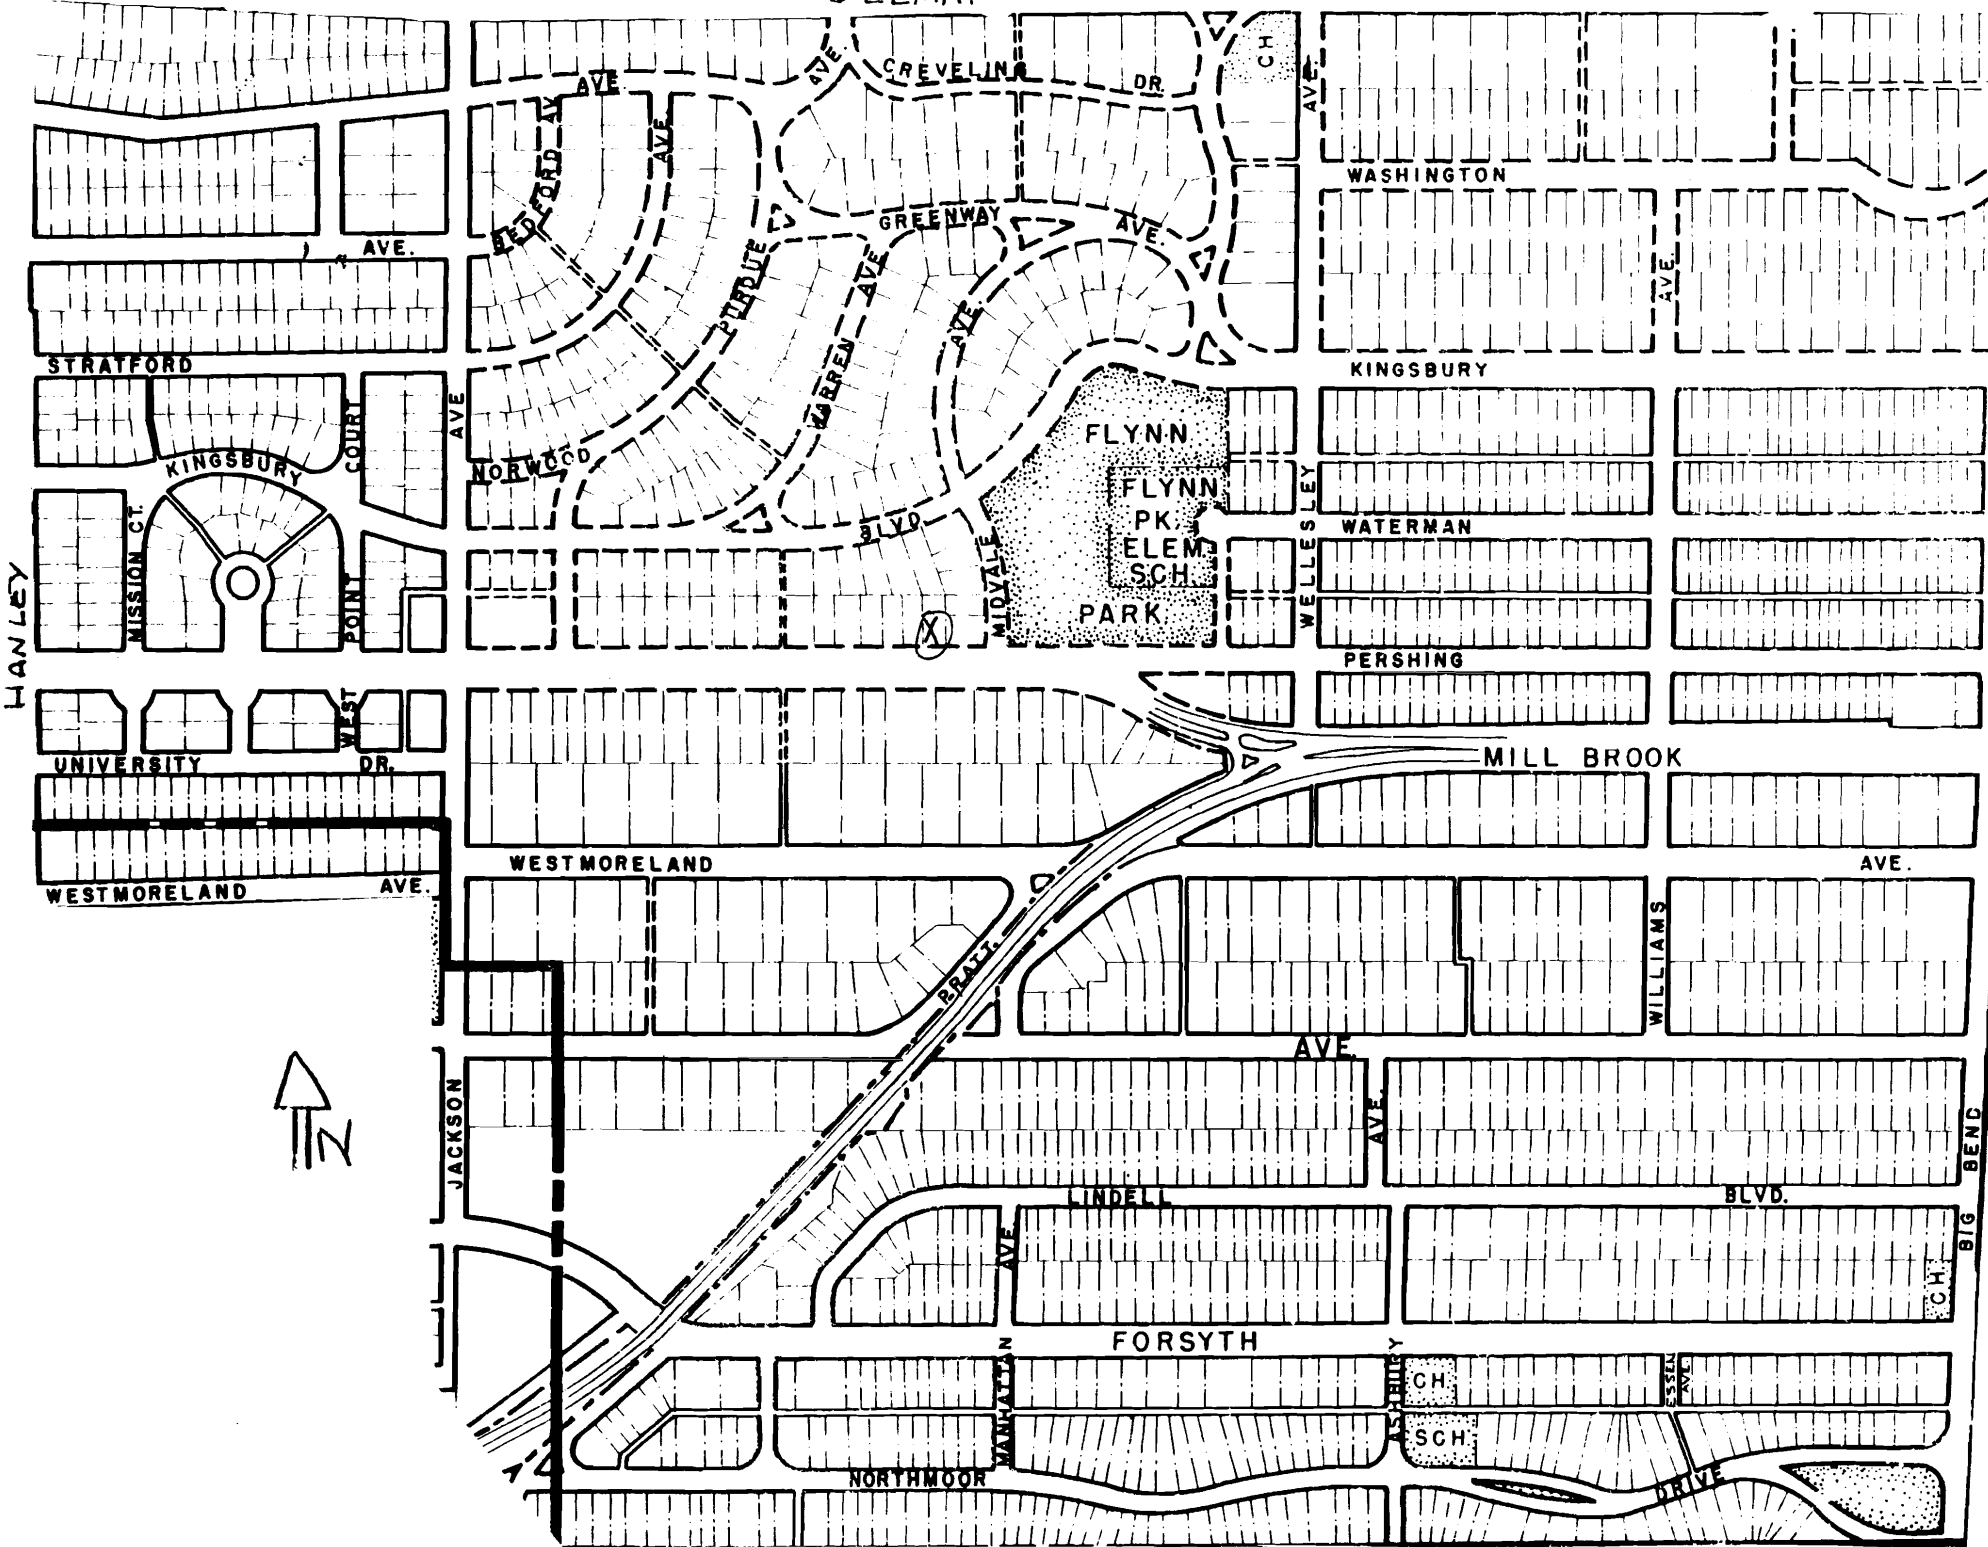 CREVELING
DR.
AVE.
CH
AVE.
AVE.
BEDFORD AV
AVE
WASHINGTON
GREENWAY
AVE.
AVE.
PURDUE
AVE
WARREN
AVE
AVE.
STRATFORD
KINGSBURY
COURT
AVE
KINGSBURY
NORWOOD
FLYNN
FLYNN
PK.
ELEM.
SCH.
PARK
MISSION CT.
BLVD.
WATERMAN
WELLESLEY
MIDVALE
HANLEY
POINT
X
PERSHING
WEST
UNIVERSITY
DR.
MILL BROOK
WESTMORELAND
AVE.
WESTMORELAND
AVE.
WILLIAMS
PRATT
AVE.
N
JACKSON
AVE.
BEND
LINDELL
BLVD.
BIG
AVE
CH.
FORSYTH
MANHATTAN
ASHBURY
CH.
ESSEX
AVE
SCH.
NORTHMOOR
DRIVE